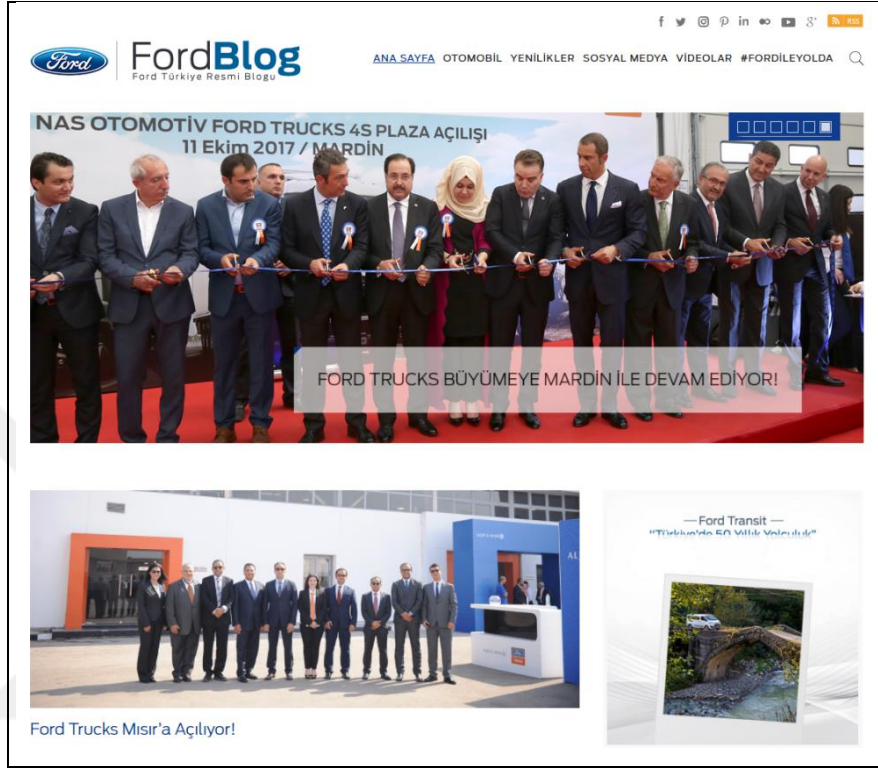 RSS
Ford
FordBlog
Ford Türkiye Resmi Blogu
ANA SAYFA OTOMOBİL YENİLİKLER SOSYAL MEDYA VİDEOLAR #FORDİLEYOLDA
NAS OTOMOTİV FORD TRUCKS 4S PLAZA AÇILIŞI
11 Ekim 2017 / MARDİN
FORD TRUCKS BÜYÜMEYE MARDİN İLE DEVAM EDİYOR!
Ford Transit
"Türkiye'de 50 Yıllık Yolculuk"
Ford Trucks Mısır'a Açılıyor!